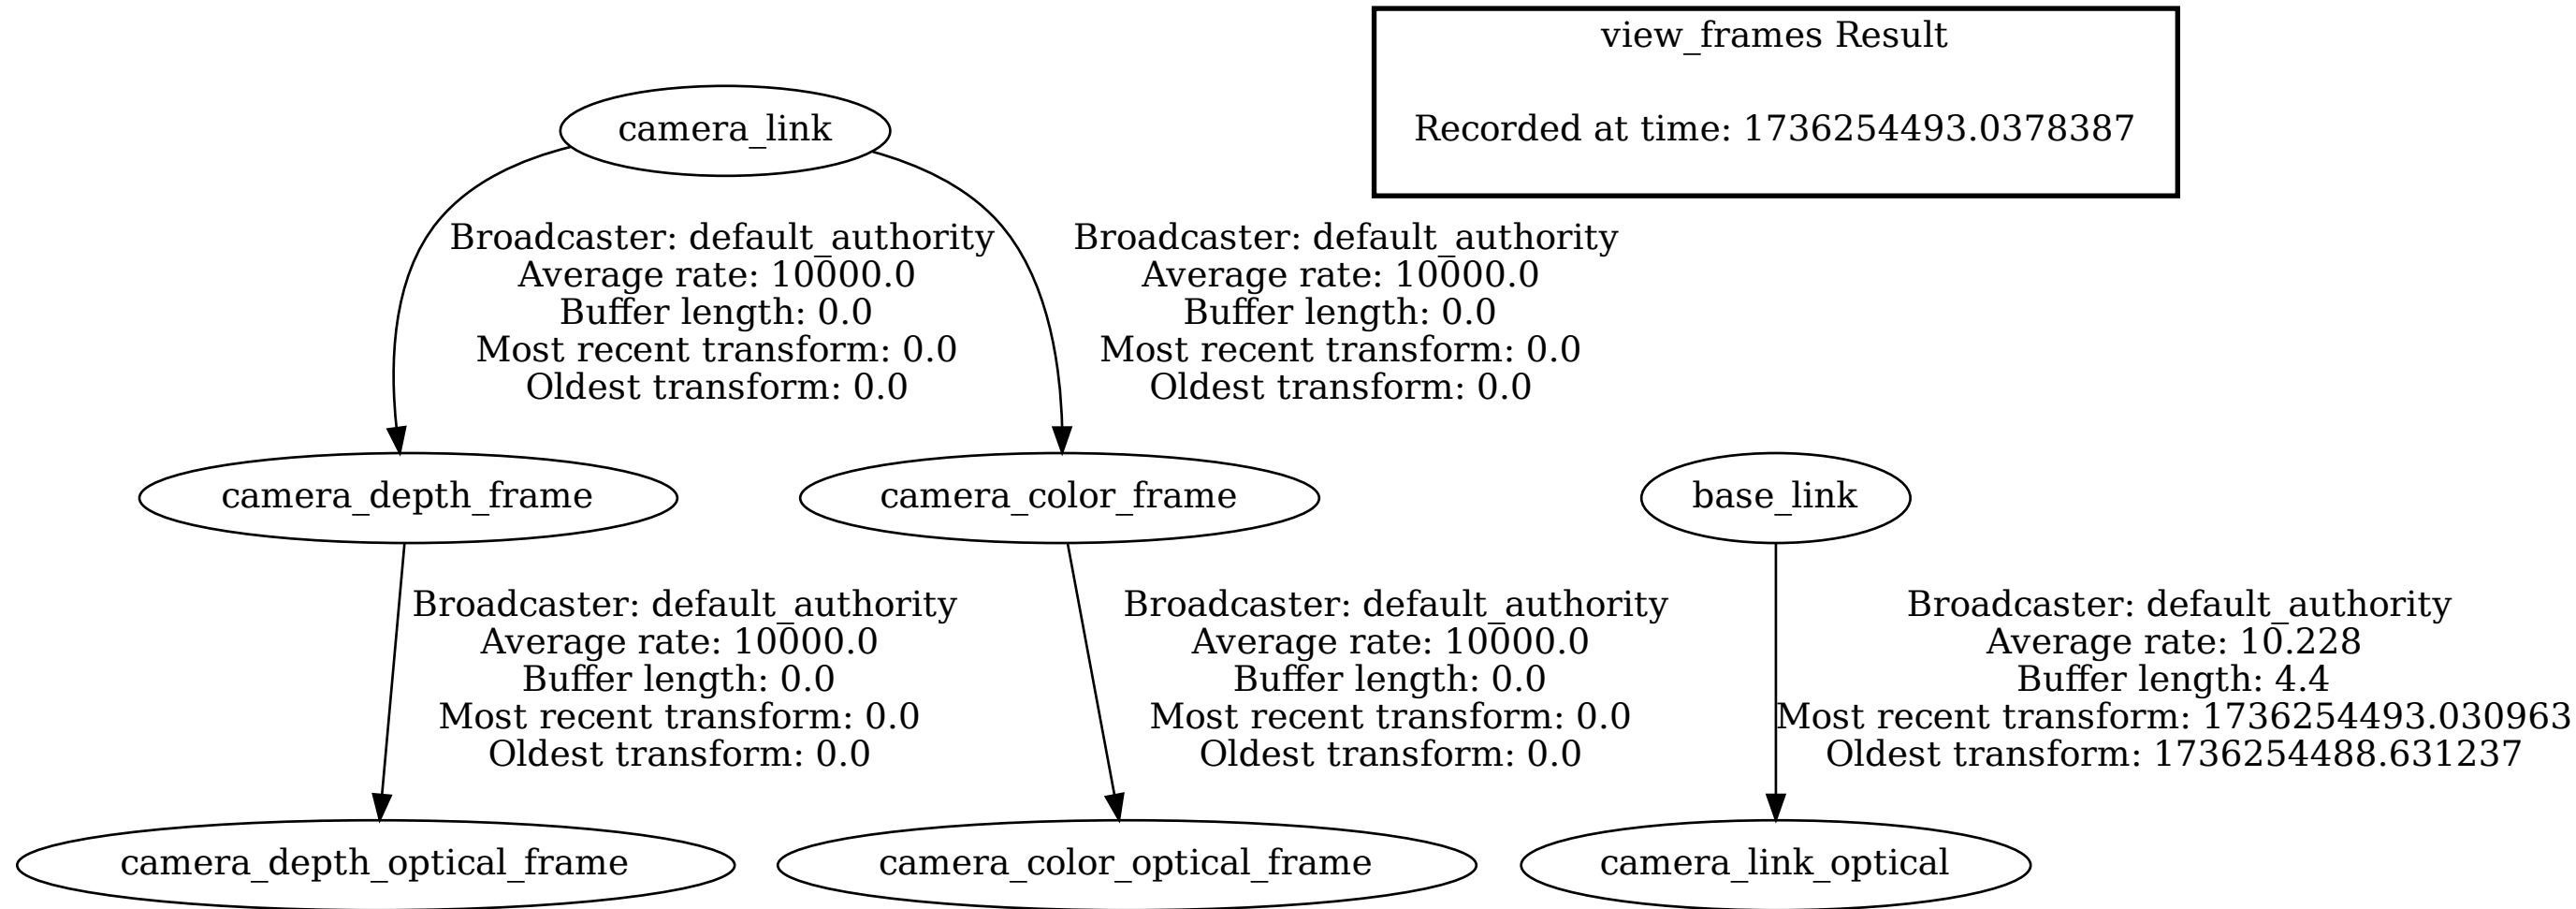 view_frames Result
Recorded at time: 1736254493.0378387
camera_link
Broadcaster: default_authority
Average rate: 10000.0
Buffer length: 0.0
Most recent transform: 0.0
Oldest transform: 0.0
Broadcaster: default_authority
Average rate: 10000.0
Buffer length: 0.0
Most recent transform: 0.0
Oldest transform: 0.0
camera_depth_frame
camera_color_frame
base_link
Broadcaster: default_authority
Average rate: 10000.0
Buffer length: 0.0
Most recent transform: 0.0
Oldest transform: 0.0
Broadcaster: default_authority
Average rate: 10000.0
Buffer length: 0.0
Most recent transform: 0.0
Oldest transform: 0.0
Broadcaster: default_authority
Average rate: 10.228
Buffer length: 4.4
Most recent transform: 1736254493.030963
Oldest transform: 1736254488.631237
camera_depth_optical_frame
camera_color_optical_frame
camera_link_optical